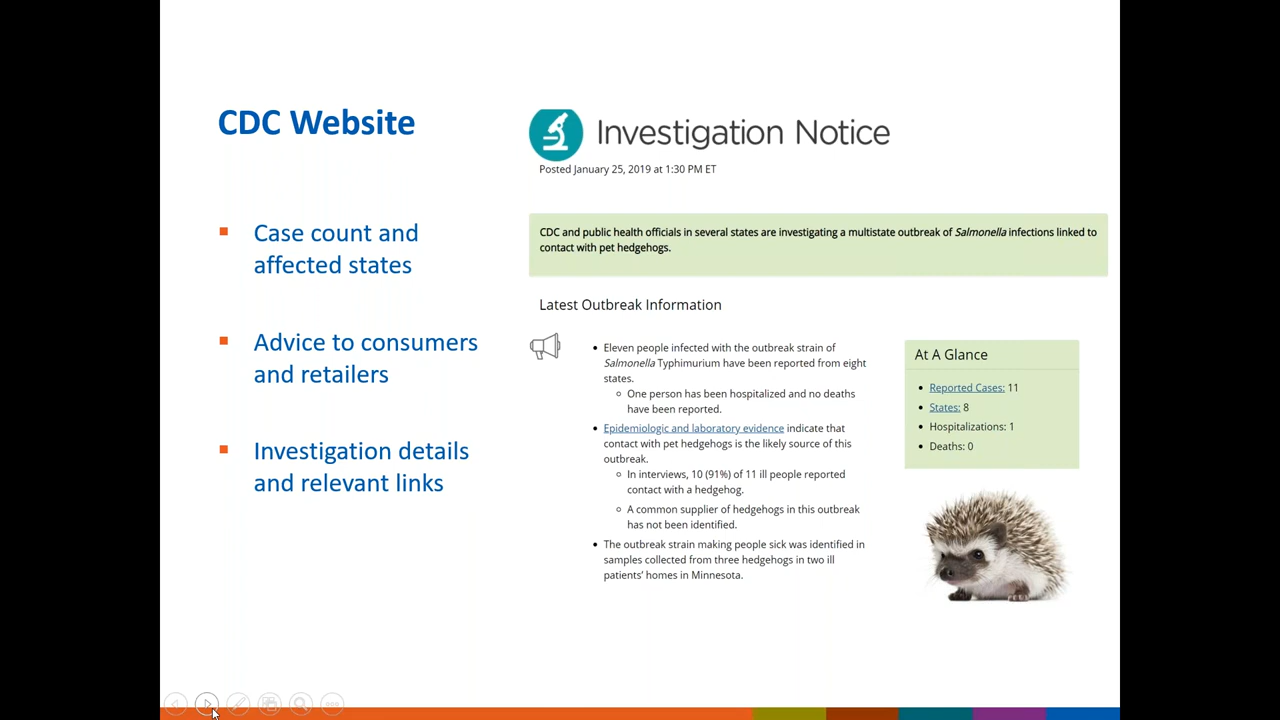 CDC Website
Case count and
affected states
Advice to consumers
and retailers
Investigation details
and relevant links
Investigation Notice
Posted January 25, 2019 at 1:30 PM ET
CDC and public health officials in several states are investigating a multistate outbreak of Salmonella infections linked to
contact with pet hedgehogs.
Latest Outbreak Information
Eleven people infected with the outbreak strain of
Salmonella Typhimurium have been reported from eight
states.
One person has been hospitalized and no deaths
have been reported.
Epidemiologic and laboratory evidence indicate that
contact with pet hedgehogs is the likely source of this
outbreak.
In interviews, 10 (91%) of 11 ill people reported
contact with a hedgehog.
A common supplier of hedgehogs in this outbreak
has not been identified.
The outbreak strain making people sick was identified in
samples collected from three hedgehogs in two ill
patients' homes in Minnesota.
At A Glance
Reported Cases: 11
States: 8
Hospitalizations: 1
Deaths: 0